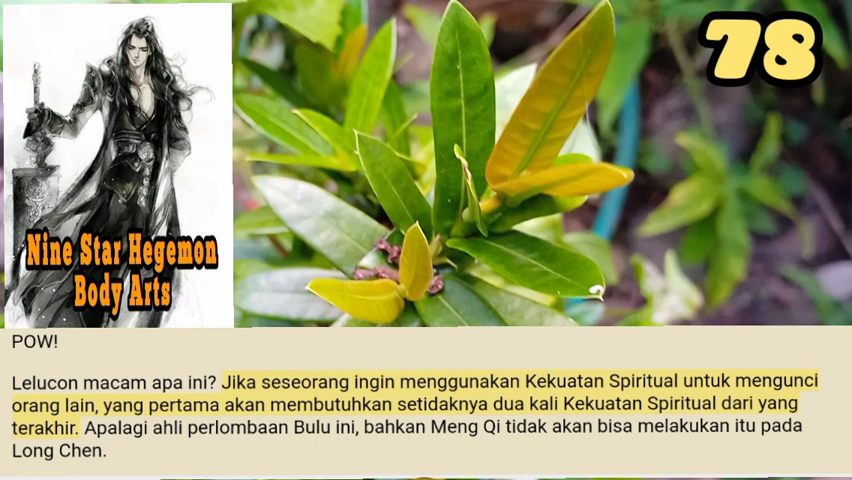 78
Nine Star Hegemon
Body Arts
POW!
Lelucon macam apa ini? Jika seseorang ingin menggunakan Kekuatan Spiritual untuk mengunci
orang lain, yang pertama akan membutuhkan setidaknya dua kali Kekuatan Spiritual dari yang
terakhir. Apalagi ahli perlombaan Bulu ini, bahkan Meng Qi tidak akan bisa melakukan itu pada
Long Chen.